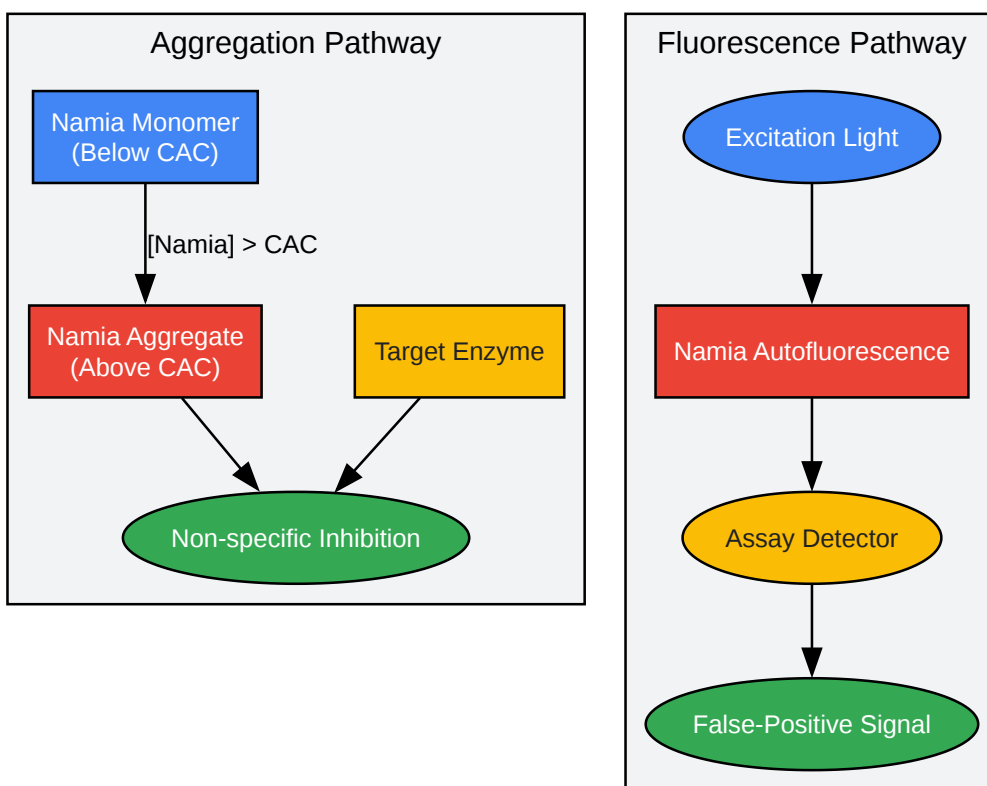 Aggregation Pathway
Namia Monomer
(Below CAC)
[Namia] > CAC
Namia Aggregate
(Above CAC)
Target Enzyme
Non-specific Inhibition
Fluorescence Pathway
Excitation Light
Namia Autofluorescence
Assay Detector
False-Positive Signal